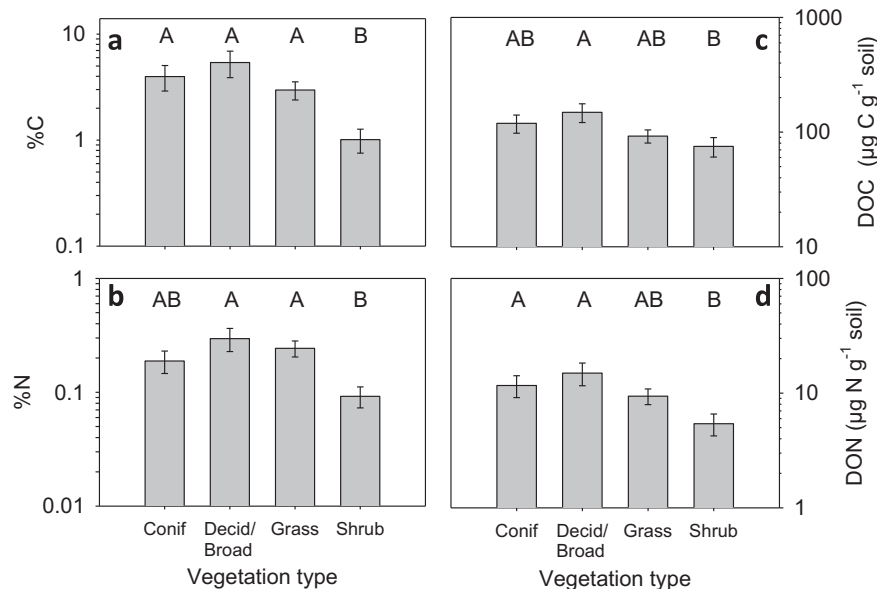 a
A A A B
10
1
0.1
%C
c
AB A AB B
1000
100
10
DOC (µg C g-1 soil)
b
AB A A B
1
0.1
0.01
%N
Conif Decid/ Grass Shrub
Broad
Vegetation type
d
A A AB B
100
10
1
DON (µg N g-1 soil)
Conif Decid/ Grass Shrub
Broad
Vegetation type